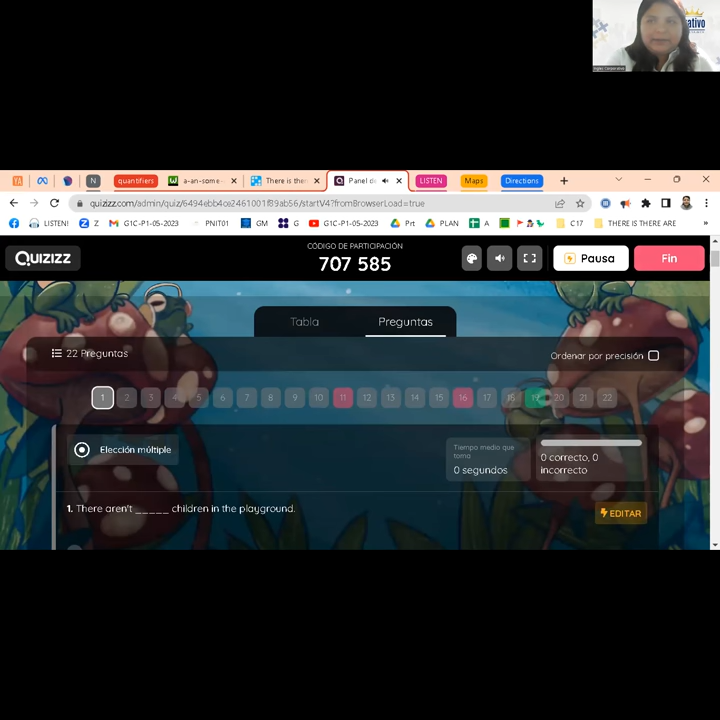 ativo
Ingles Corporativo
N
quantifiers
a-an-some-
There is the
Panel de
LISTEN
Maps
Directions
quizizz.com/admin/quiz/6494ebb4ce2461001f89ab56/startV4?fromBrowserLoad=true
LISTEN!
Z
M G1C-P1-05-2023
PNIT01
GM
G
G1C-P1-05-2023
Prt
PLAN
A
C17
THERE IS THERE ARE
»
QUIZIZZ
CÓDIGO DE PARTICIPACIÓN
707 585
Pausa
Fin
Tabla
Preguntas
22 Preguntas
Ordenar por precisión
1 2 3 4 5 6 7 8 9 10 11 12 13 14 15 16 17 18 19 20 21 22
Elección múltiple
Tiempo medio que
toma
0 segundos
0 correcto, 0
incorrecto
1. There aren't _____ children in the playground.
EDITAR